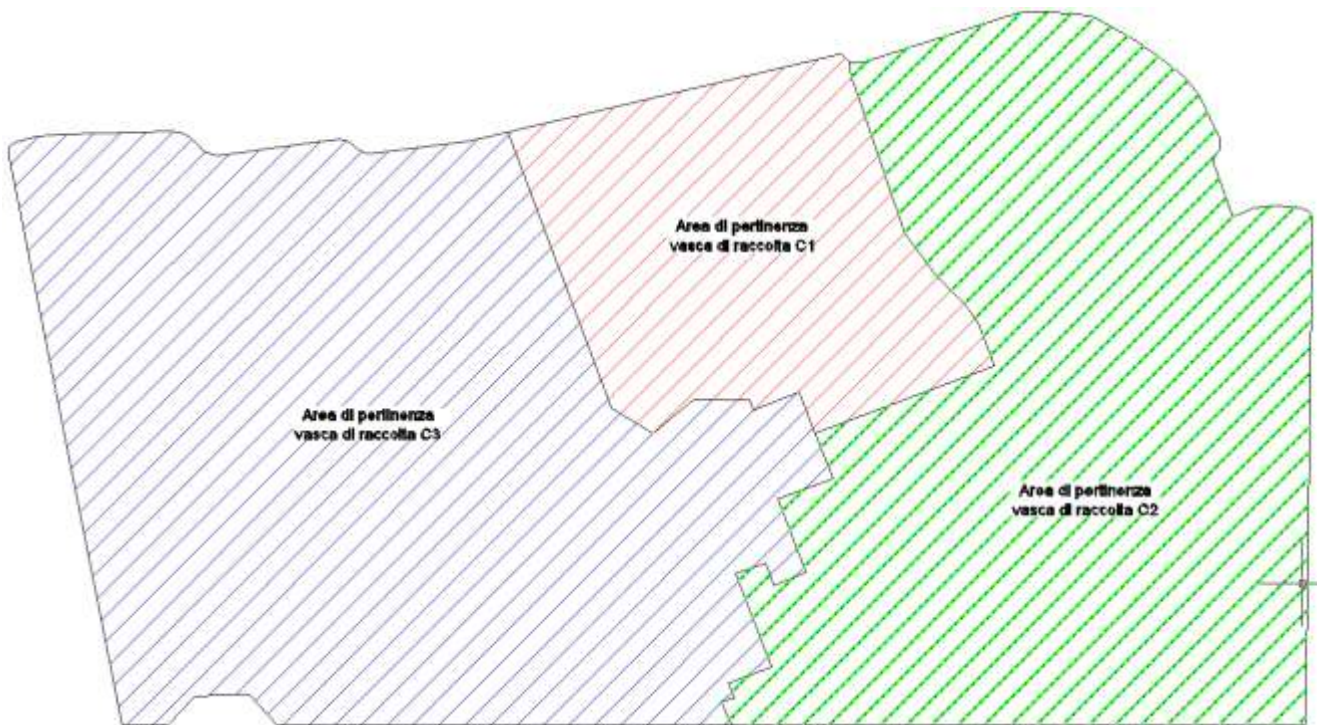 Area di pertinenza
vasca di raccolta C1
Area di pertinenza
vasca di raccolta C3
Area di pertinenza
vasca di raccolta C2